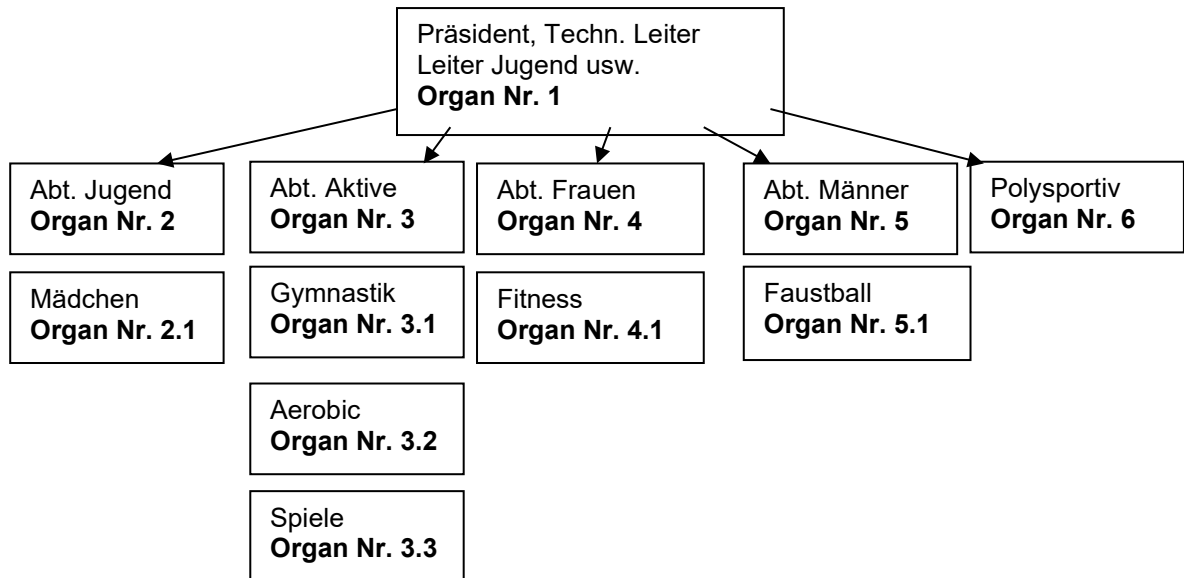 Präsident, Techn. Leiter
Leiter Jugend usw.
Organ Nr. 1
Abt. Jugend
Organ Nr. 2
Abt. Aktive
Organ Nr. 3
Abt. Frauen
Organ Nr. 4
Abt. Männer
Organ Nr. 5
Polysportiv
Organ Nr. 6
Mädchen
Organ Nr. 2.1
Gymnastik
Organ Nr. 3.1
Fitness
Organ Nr. 4.1
Faustball
Organ Nr. 5.1
Aerobic
Organ Nr. 3.2
Spiele
Organ Nr. 3.3